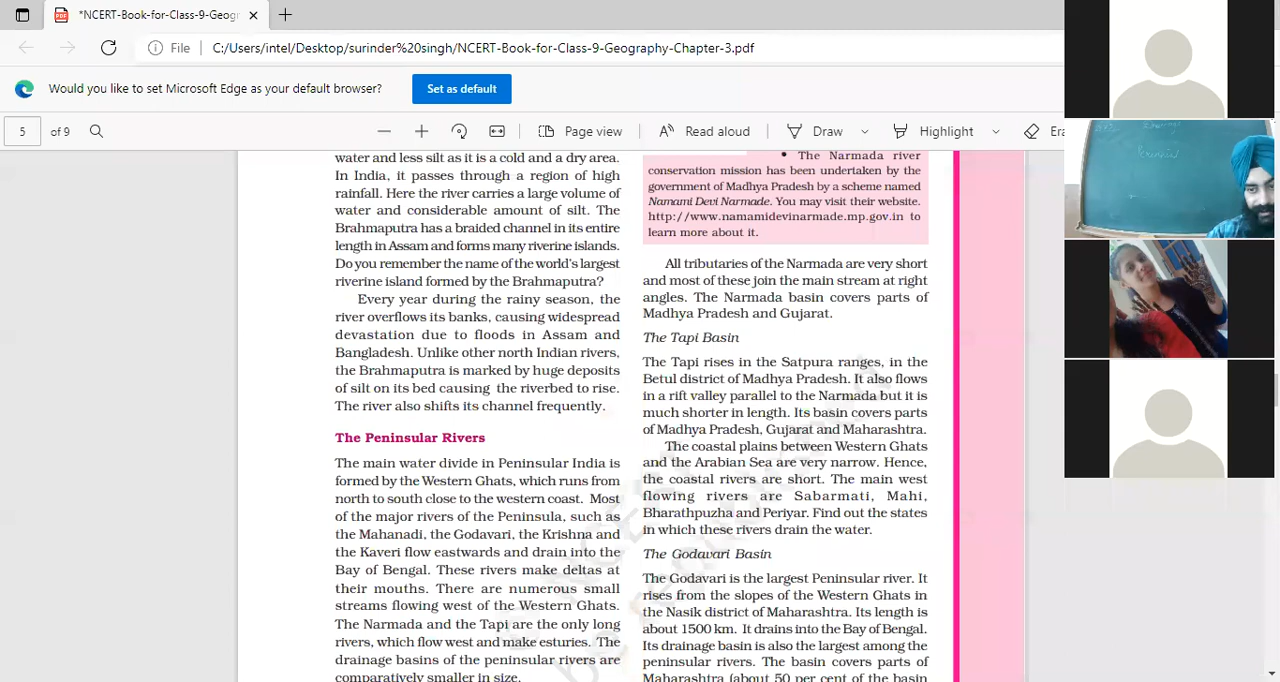 *NCERT-Book-for-Class-9-Geog
File
C:/Users/intel/Desktop/surinder%20singh/NCERT-Book-for-Class-9-Geography-Chapter-3.pdf
Would you like to set Microsoft Edge as your default browser?
Set as default
5 of 9
Page view
Read aloud
Draw
Highlight
Era
water and less silt as it is a cold and a dry area.
In India, it passes through a region of high
rainfall. Here the river carries a large volume of
water and considerable amount of silt. The
Brahmaputra has a braided channel in its entire
length in Assam and forms many riverine islands.
Do you remember the name of the world's largest
riverine island formed by the Brahmaputra?
Every year during the rainy season, the
river overflows its banks, causing widespread
devastation due to floods in Assam and
Bangladesh. Unlike other north Indian rivers,
the Brahmaputra is marked by huge deposits
of silt on its bed causing the riverbed to rise.
The river also shifts its channel frequently.
The Peninsular Rivers
The main water divide in Peninsular India is
formed by the Western Ghats, which runs from
north to south close to the western coast. Most
of the major rivers of the Peninsula, such as
the Mahanadi, the Godavari, the Krishna and
the Kaveri flow eastwards and drain into the
Bay of Bengal. These rivers make deltas at
their mouths. There are numerous small
streams flowing west of the Western Ghats.
The Narmada and the Tapi are the only long
rivers, which flow west and make esturies. The
drainage basins of the peninsular rivers are
comparatively smaller in size.
• The Narmada river
conservation mission has been undertaken by the
government of Madhya Pradesh by a scheme named
Namami Devi Narmade. You may visit their website.
http://www.namamidevinarmade.mp.gov.in to
learn more about it.
All tributaries of the Narmada are very short
and most of these join the main stream at right
angles. The Narmada basin covers parts of
Madhya Pradesh and Gujarat.
The Tapi Basin
The Tapi rises in the Satpura ranges, in the
Betul district of Madhya Pradesh. It also flows
in a rift valley parallel to the Narmada but it is
much shorter in length. Its basin covers parts
of Madhya Pradesh, Gujarat and Maharashtra.
The coastal plains between Western Ghats
and the Arabian Sea are very narrow. Hence,
the coastal rivers are short. The main west
flowing rivers are Sabarmati, Mahi,
Bharathpuzha and Periyar. Find out the states
in which these rivers drain the water.
The Godavari Basin
The Godavari is the largest Peninsular river. It
rises from the slopes of the Western Ghats in
the Nasik district of Maharashtra. Its length is
about 1500 km. It drains into the Bay of Bengal.
Its drainage basin is also the largest among the
peninsular rivers. The basin covers parts of
Maharashtra (about 50 per cent of the basin